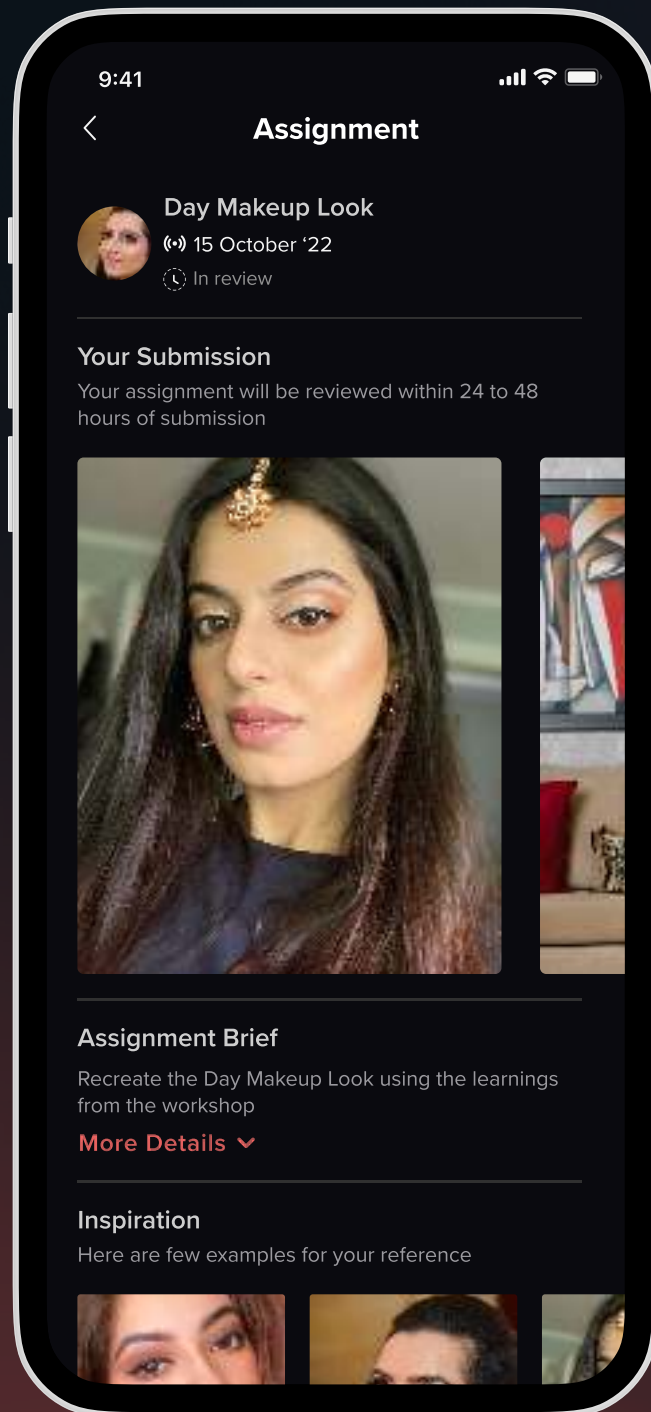 9:41
Assignment
Day Makeup Look
15 October ‘22
In review
Your Submission
Your assignment will be reviewed within 24 to 48
hours of submission
Assignment Brief
Recreate the Day Makeup Look using the learnings
from the workshop
More Details
Inspiration
Here are few examples for your reference